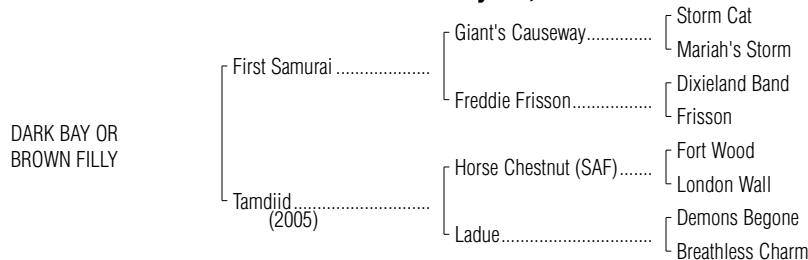 Storm Cat
Giant's Causeway..............
Mariah's Storm
First Samurai .....................
Dixieland Band
Freddie Frisson.................
Frisson
DARK BAY OR
BROWN FILLY
Fort Wood
Horse Chestnut (SAF).......
London Wall
Tamdiid..............................
(2005)
Demons Begone
Ladue.................................
Breathless Charm